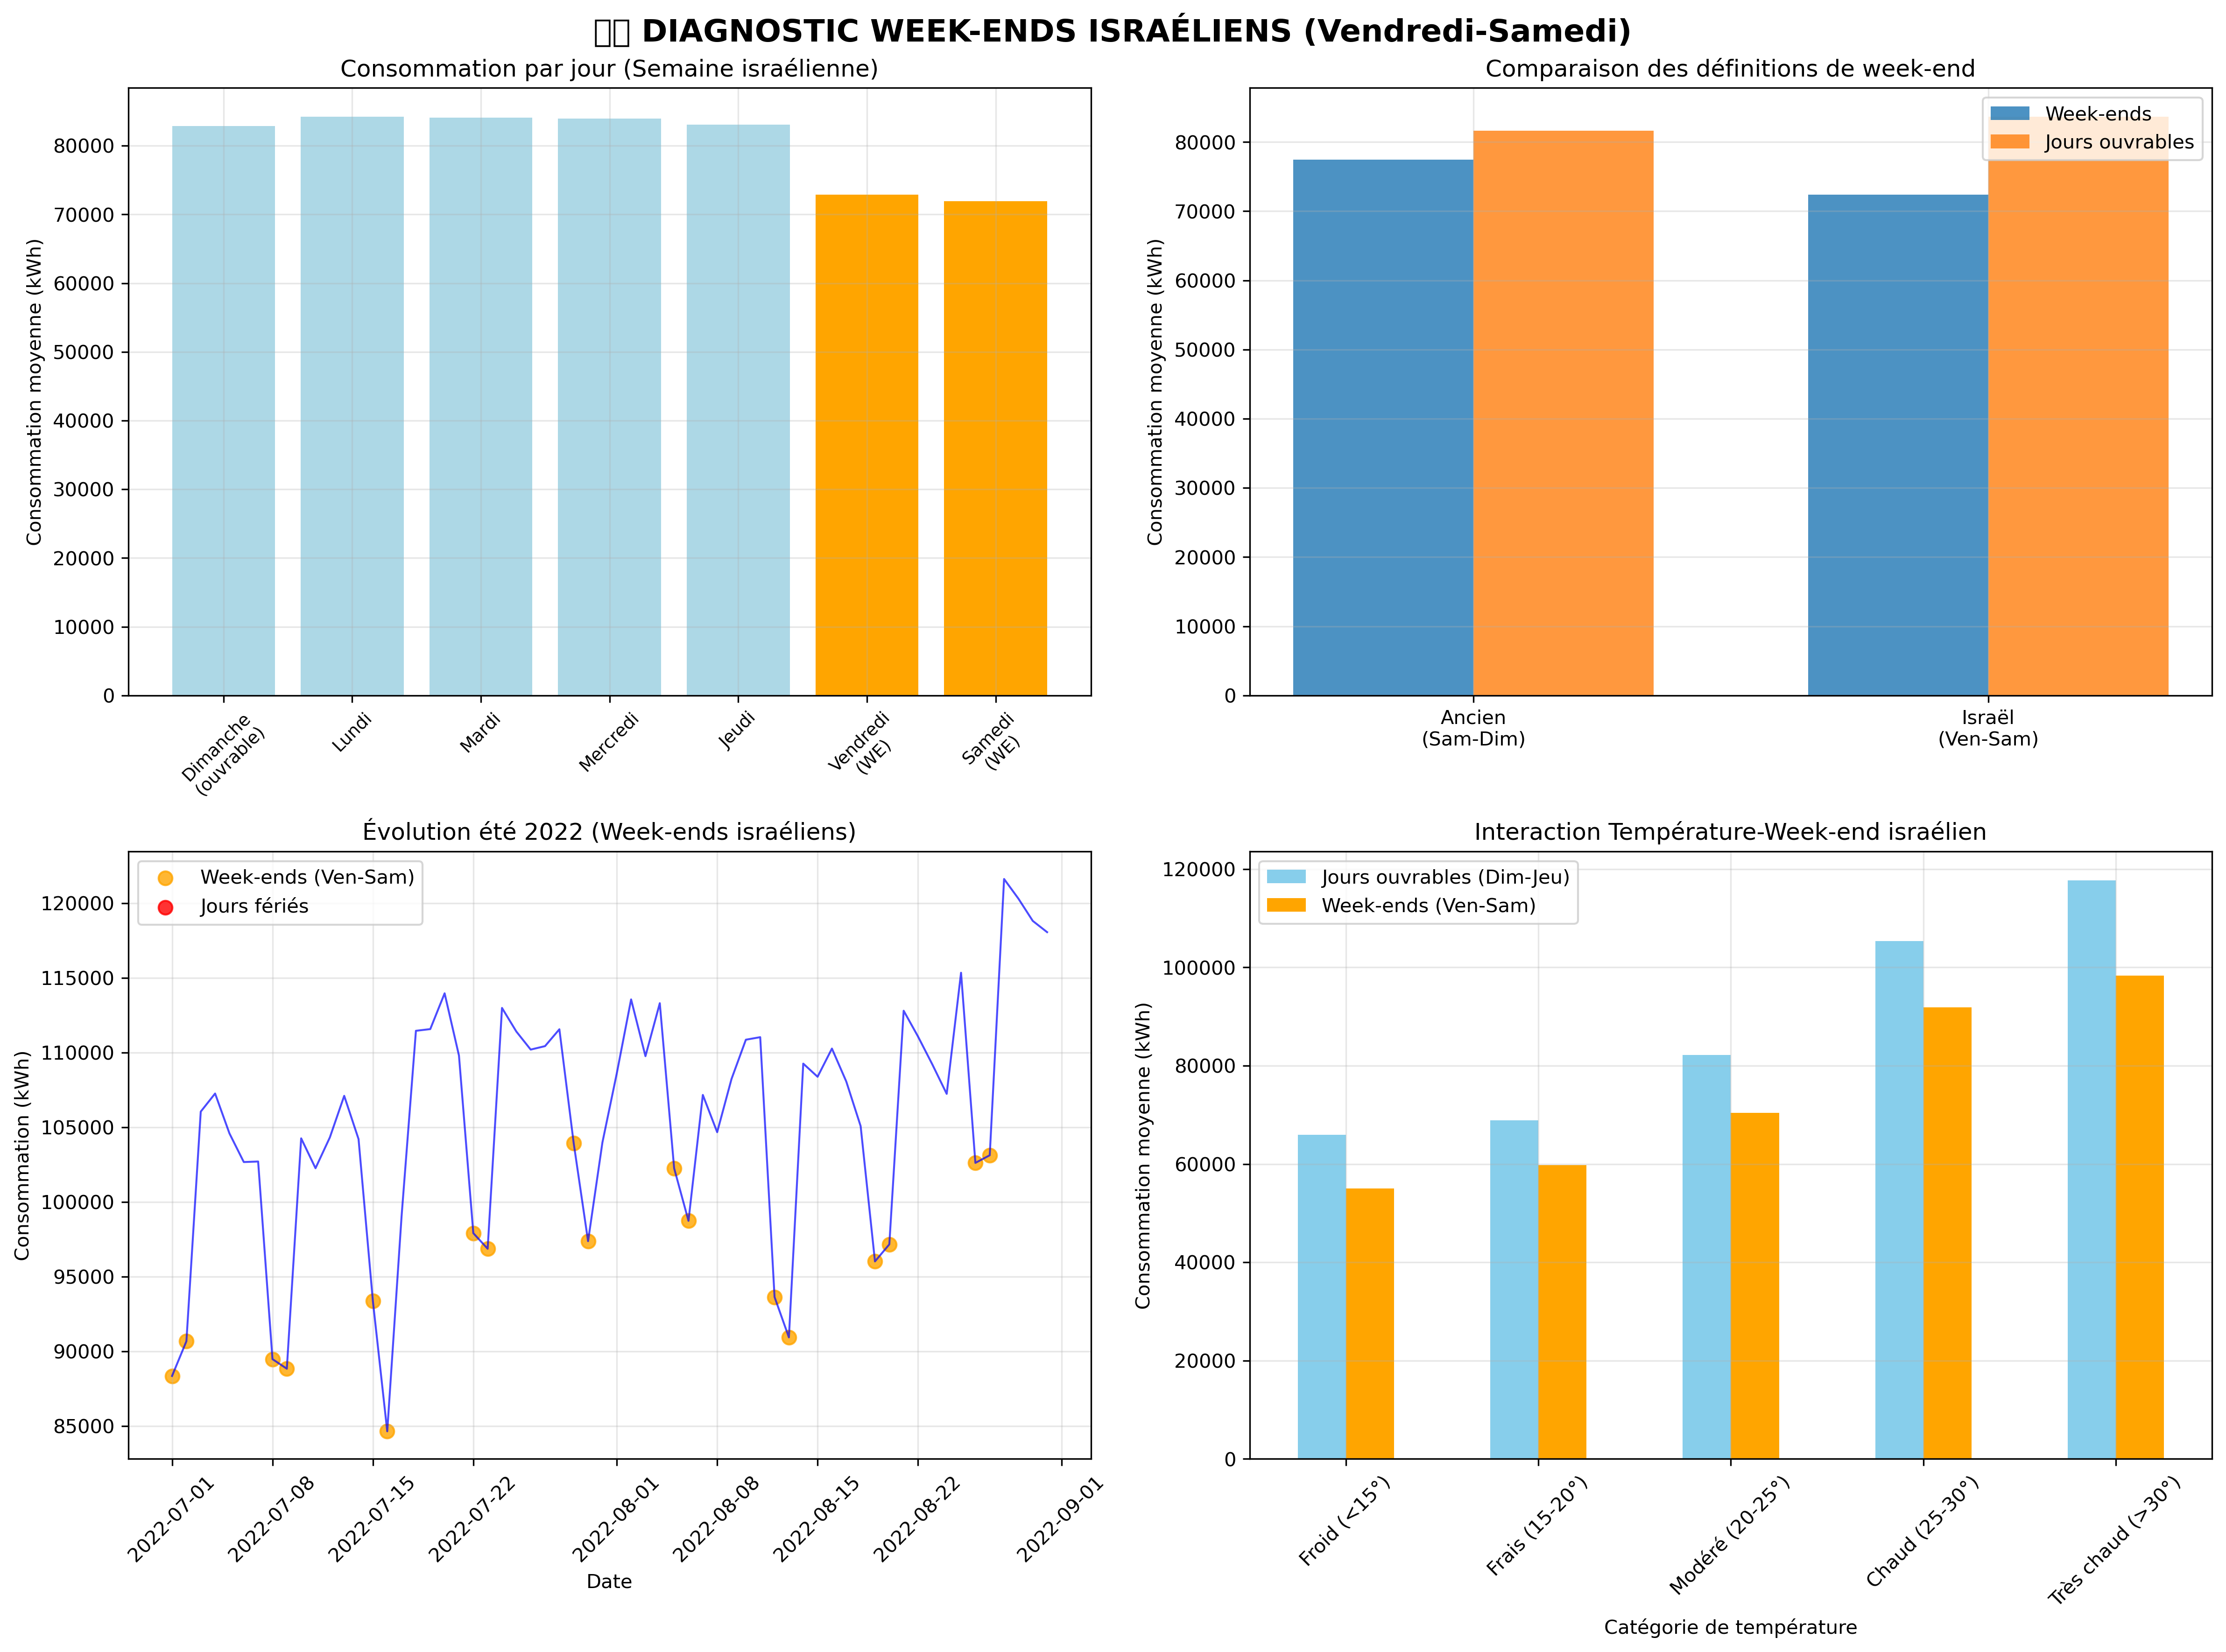 DIAGNOSTIC WEEK-ENDS ISRAÉLIENS (Vendredi-Samedi)
Consommation par jour (Semaine israélienne)
Consommation moyenne (kWh)
80000
70000
60000
50000
40000
30000
20000
10000
0
Dimanche
(ouvrable)
Lundi
Mardi
Mercredi
Jeudi
Vendredi
(WE)
Samedi
(WE)
Comparaison des définitions de week-end
Week-ends
Jours ouvrables
Consommation moyenne (kWh)
80000
70000
60000
50000
40000
30000
20000
10000
0
Ancien
(Sam-Dim)
Israël
(Ven-Sam)
Évolution été 2022 (Week-ends israéliens)
Week-ends (Ven-Sam)
Jours fériés
Consommation (kWh)
120000
115000
110000
105000
100000
95000
90000
85000
2022-07-01
2022-07-08
2022-07-15
2022-07-22
2022-08-01
2022-08-08
2022-08-15
2022-08-22
2022-09-01
Date
Interaction Température-Week-end israélien
Jours ouvrables (Dim-Jeu)
Week-ends (Ven-Sam)
Consommation moyenne (kWh)
120000
100000
80000
60000
40000
20000
0
Froid (<15°)
Frais (15-20°)
Modéré (20-25°)
Chaud (25-30°)
Très chaud (>30°)
Catégorie de température